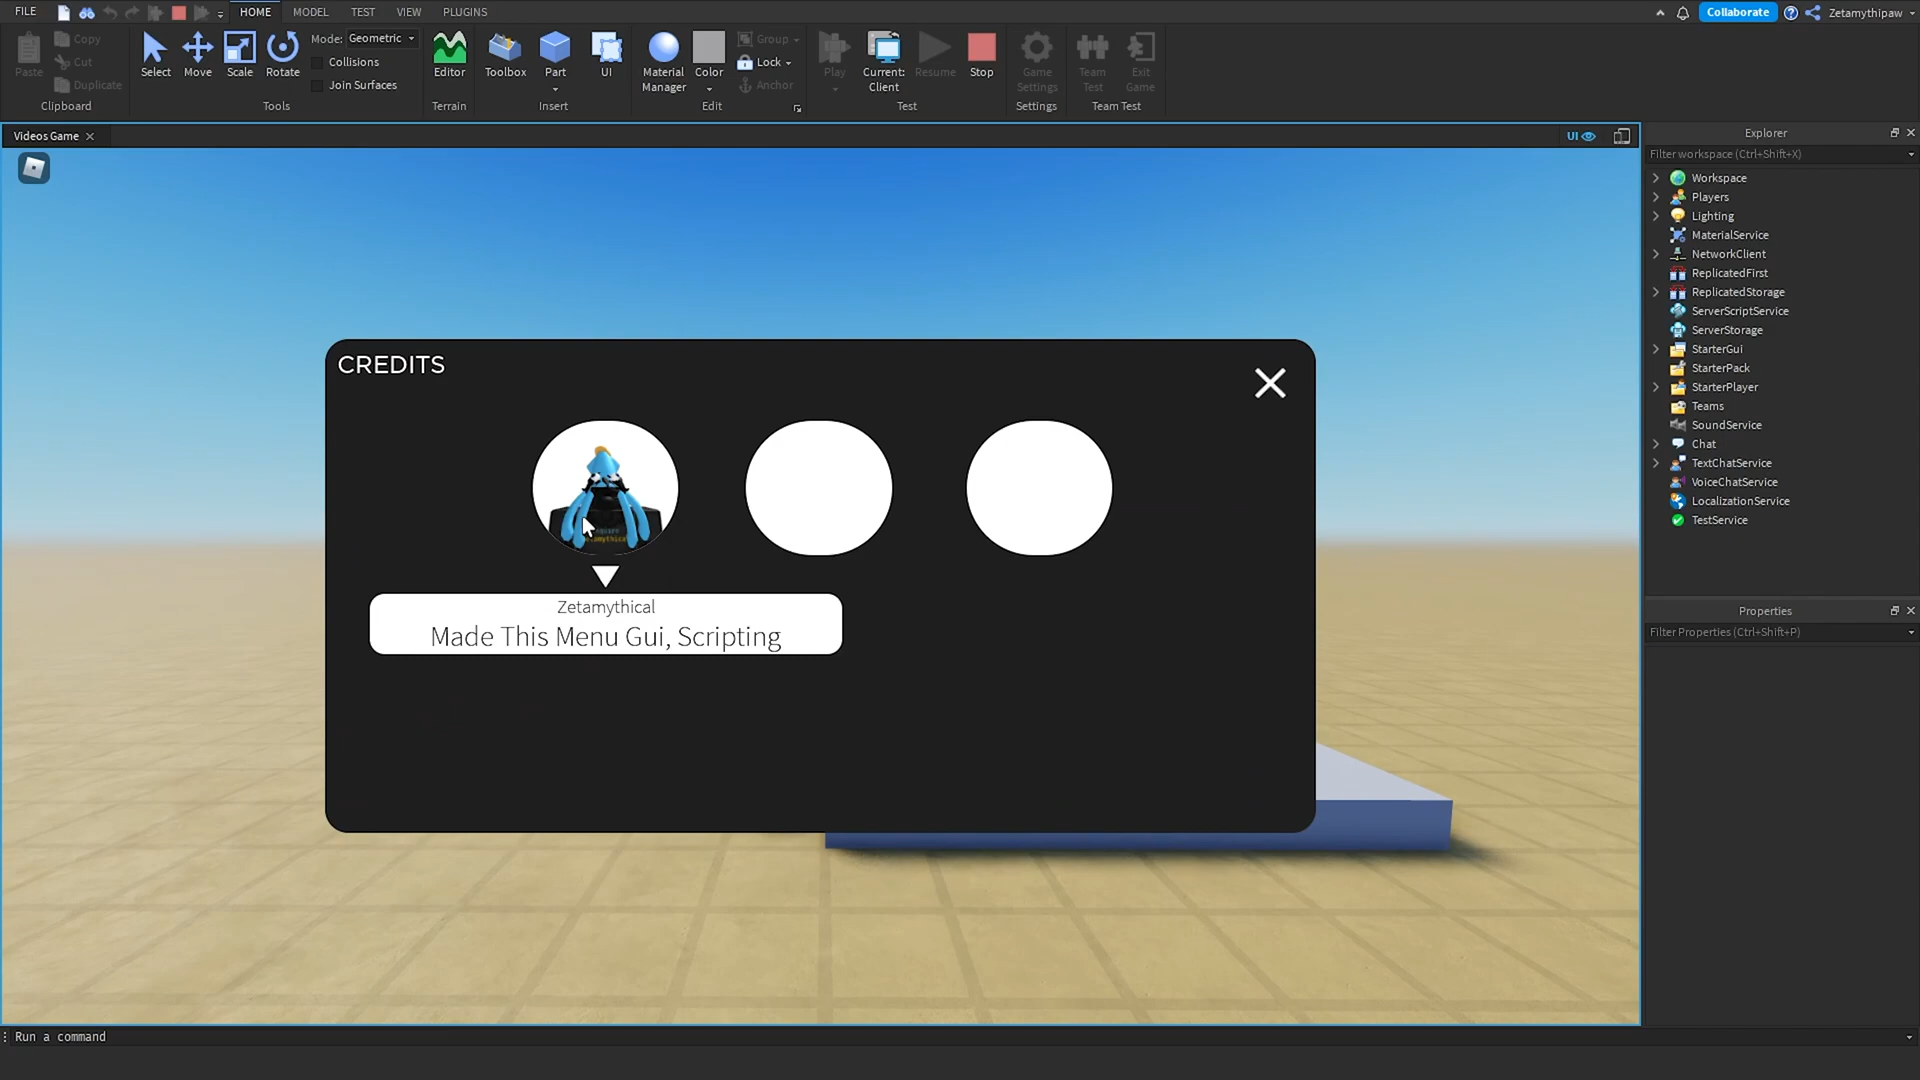 FILE
HOME
MODEL
TEST
VIEW
PLUGINS
Collaborate
Zetamythipaw
Paste
Copy
Cut
Duplicate
Clipboard
Select
Move
Scale
Rotate
Mode: Geometric
Collisions
Join Surfaces
Tools
Editor
Terrain
Toolbox
Part
UI
Insert
Material
Manager
Color
Group
Lock
Anchor
Edit
Play
Current:
Client
Resume
Stop
Test
Game
Settings
Settings
Team
Test
Exit
Game
Team Test
Videos Game
UI
CREDITS
Zetamythical
Made This Menu Gui, Scripting
Explorer
Filter workspace (Ctrl+Shift+X)
Workspace
Players
Lighting
MaterialService
NetworkClient
ReplicatedFirst
ReplicatedStorage
ServerScriptService
ServerStorage
StarterGui
StarterPack
StarterPlayer
Teams
SoundService
Chat
TextChatService
VoiceChatService
LocalizationService
TestService
Properties
Filter Properties (Ctrl+Shift+P)
Run a command